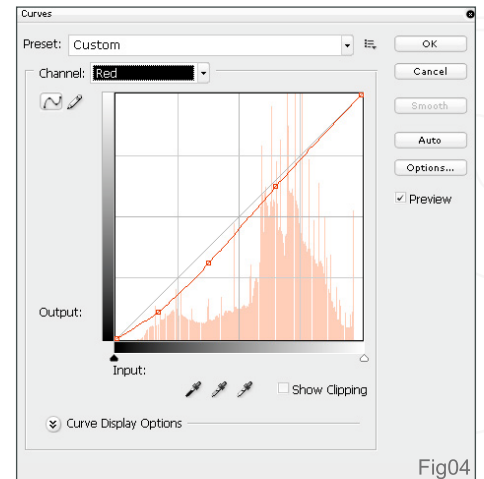 Curves
Preset: Custom
OK
Channel: Red
Cancel
Smooth
Auto
Options...
Preview
Output:
Input:
Show Clipping
Curve Display Options
Fig04